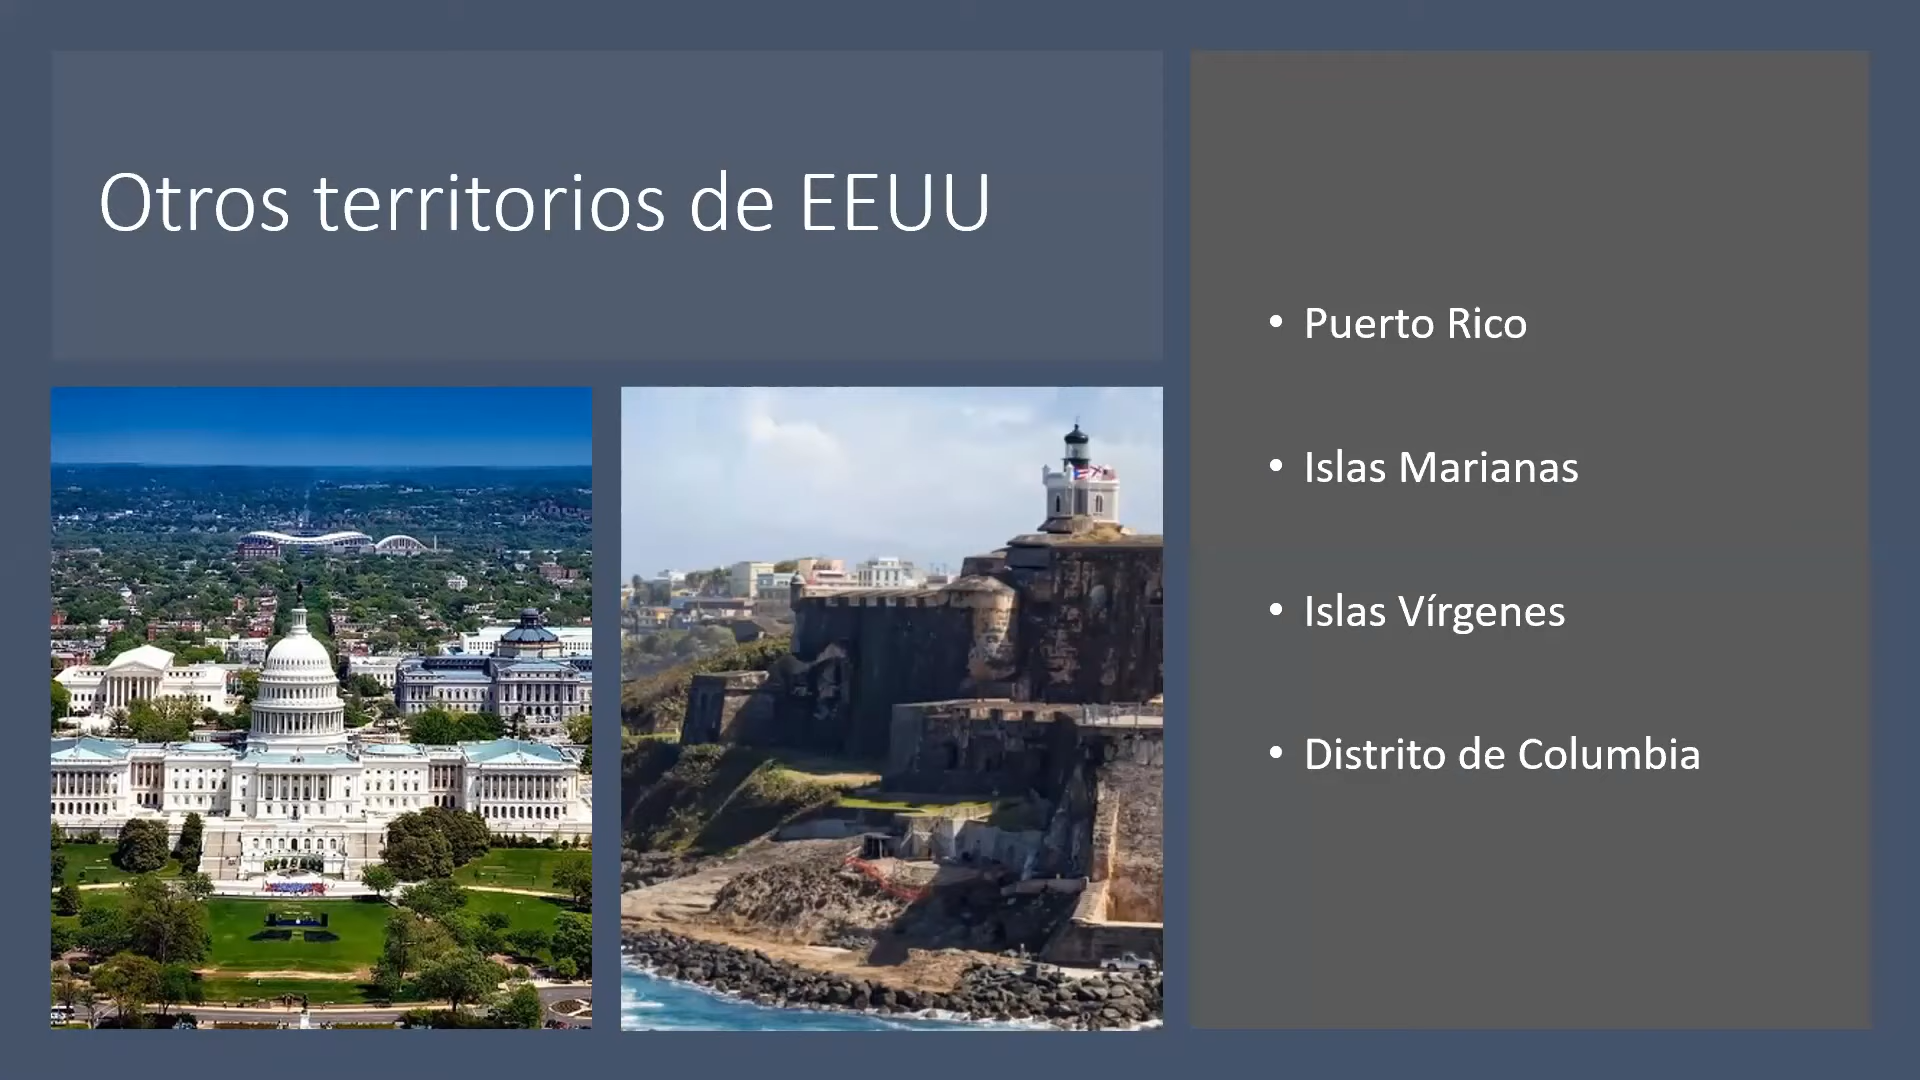 Otros territorios de EEUU
• Puerto Rico
• Islas Marianas
• Islas Vírgenes
• Distrito de Columbia